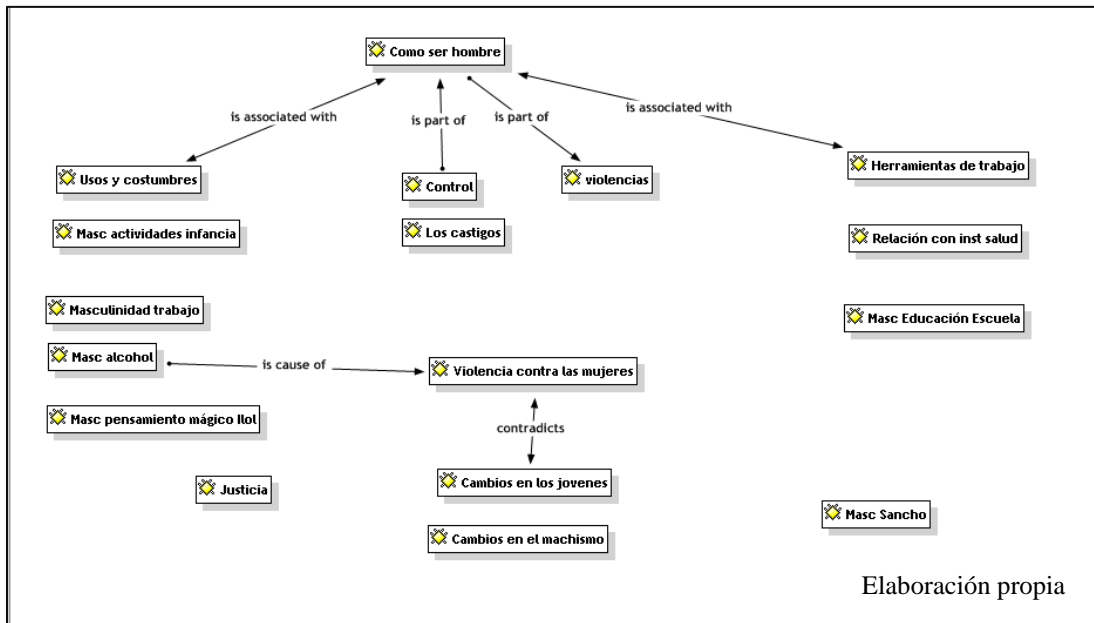 Como ser hombre
is associated with
is part of
is part of
is associated with
Usos y costumbres
Control
violencias
Herramientas de trabajo
Masc actividades infancia
Los castigos
Relación con inst salud
Masculinidad trabajo
Masc Educación Escuela
Masc alcohol
is cause of
Violencia contra las mujeres
Masc pensamiento mágico Ilol
contradicts
Justicia
Cambios en los jovenes
Masc Sancho
Cambios en el machismo
Elaboración propia